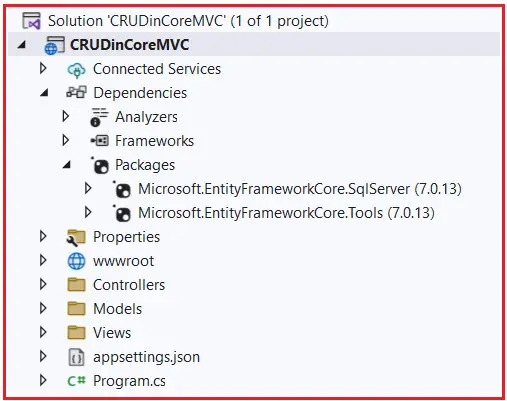 Solution 'CRUDinCoreMVC' (1 of 1 project)
CRUDinCoreMVC
Connected Services
Dependencies
Analyzers
Frameworks
Packages
Microsoft.EntityFrameworkCore.SqlServer (7.0.13)
Microsoft.EntityFrameworkCore.Tools (7.0.13)
Properties
wwwroot
Controllers
Models
Views
appsettings.json
C# Program.cs